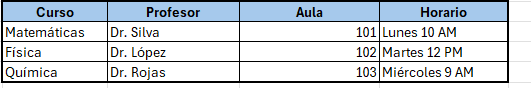 Curso Profesor Aula Horario
Matemáticas Dr. Silva 101 Lunes 10 AM
Física Dr. López 102 Martes 12 PM
Química Dr. Rojas 103 Miércoles 9 AM